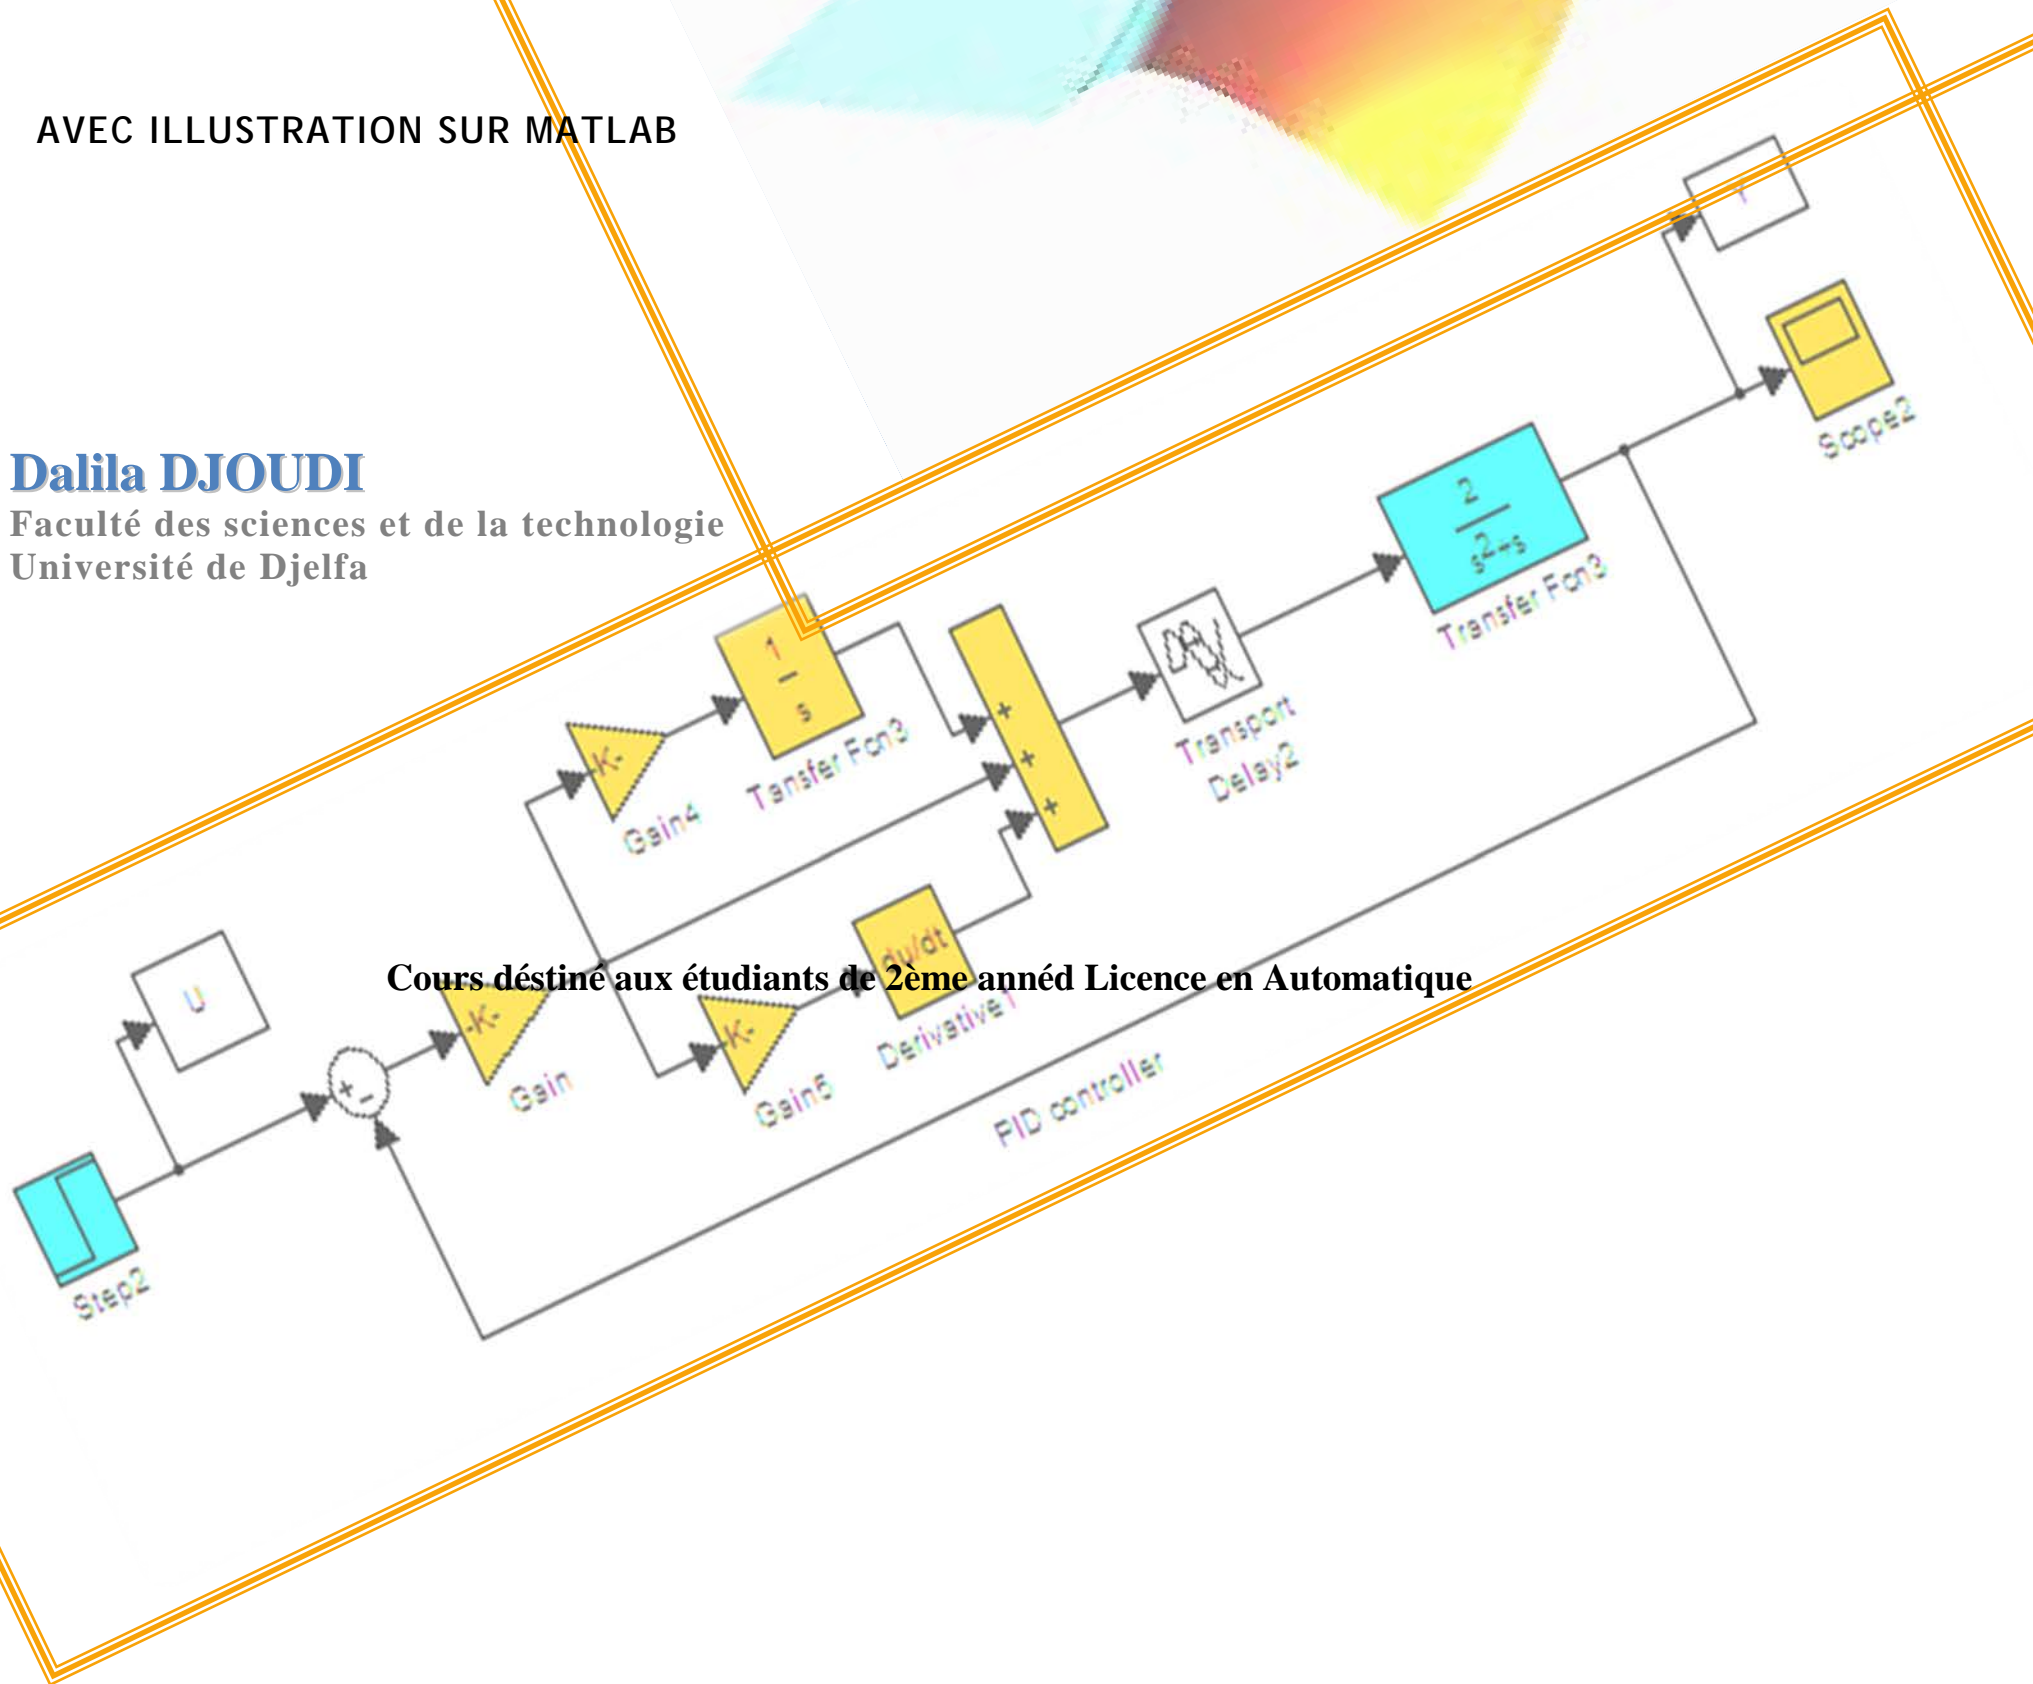 AVEC ILLUSTRATION SUR MATLAB
Y
Scope2
Dalila DJOUDI
Faculté des sciences et de la technologie
Université de Djelfa
2
s2+s
Transfer Fcn3
1
s
Tansfer Fcn3
+
+
+
Transport
Delay2
K-
Gain4
du/dt
Derivative1
Cours déstiné aux étudiants de 2ème annéd Licence en Automatique
U
+
-
-K-
Gain
K-
Gain5
PID controller
Step2